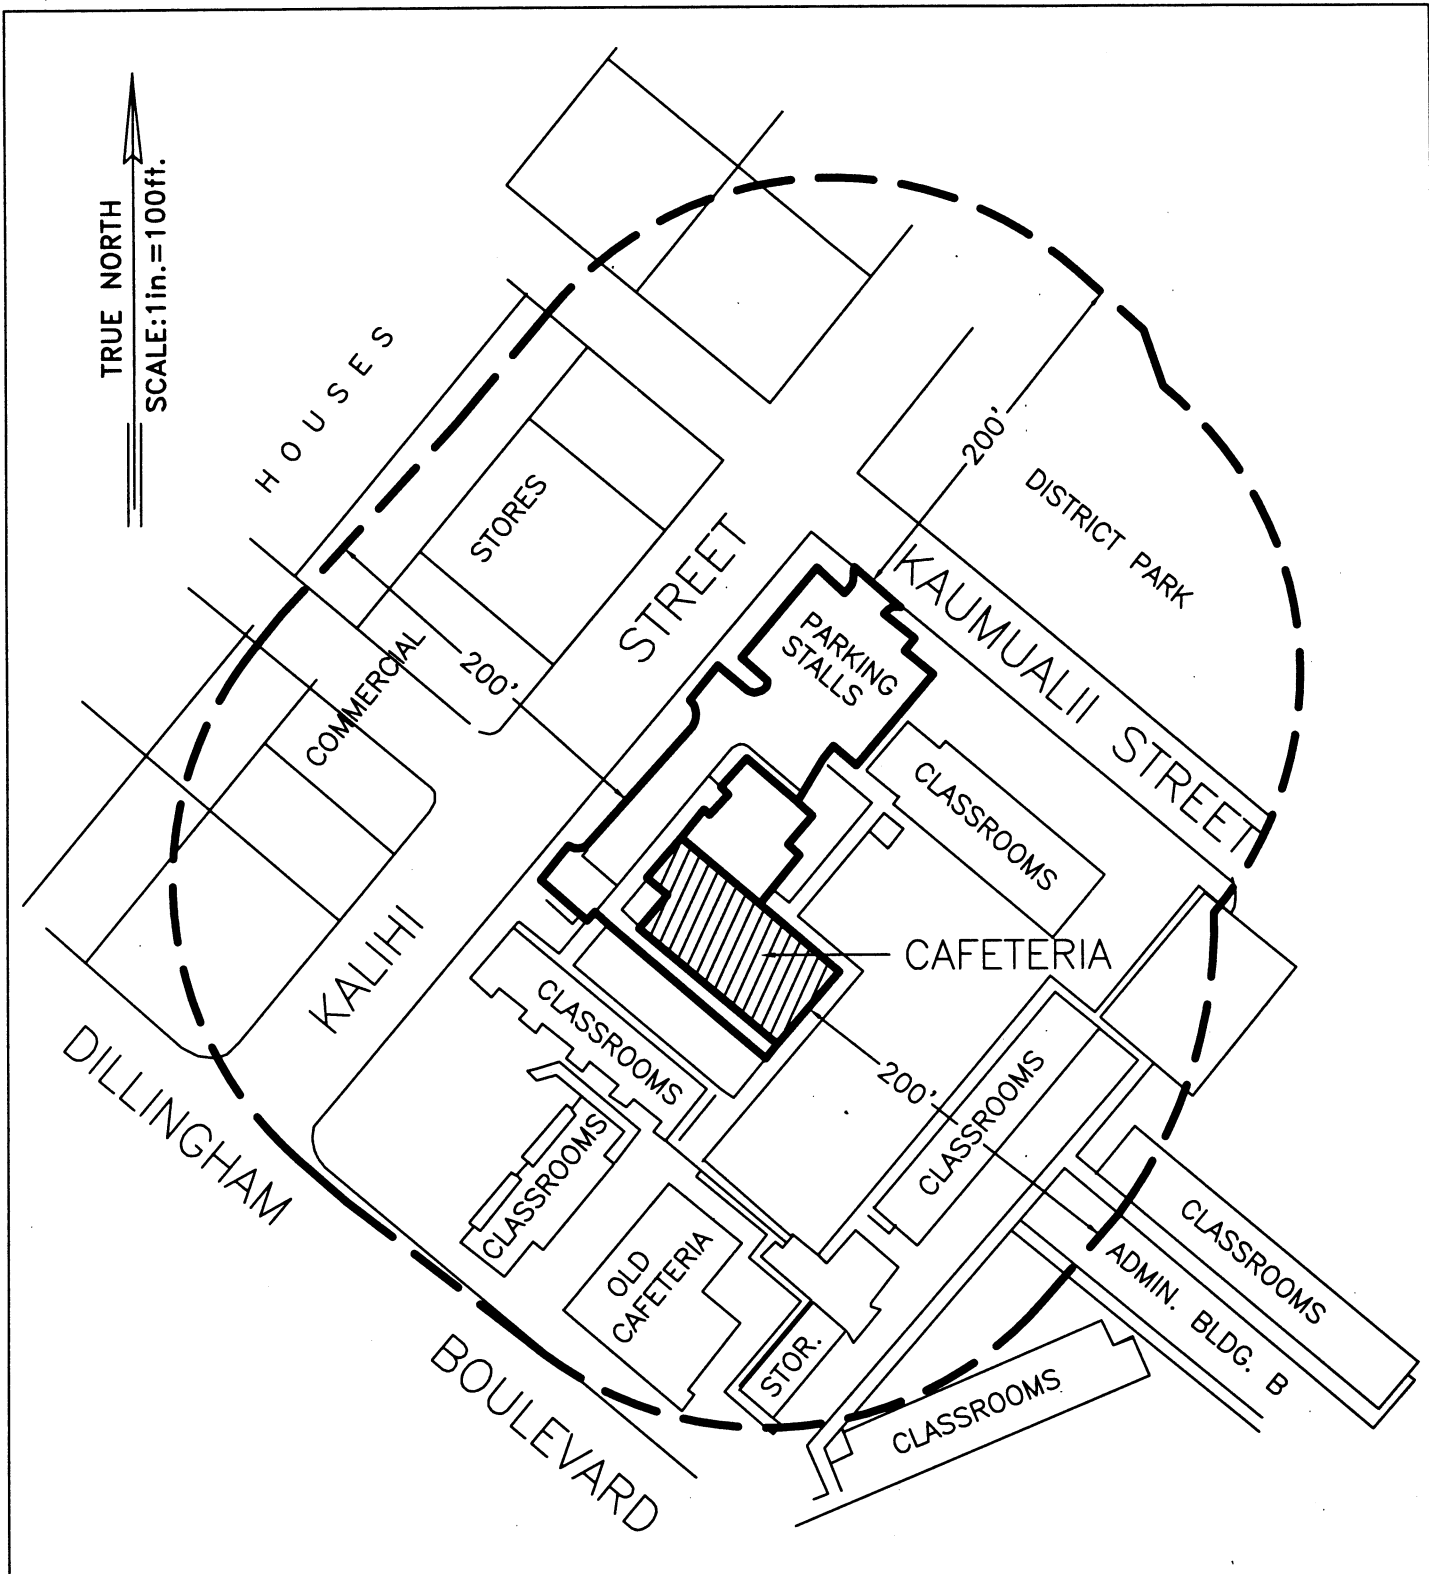 TRUE NORTH
SCALE:1in.=100ft.
HOUSES
STORES
COMMERCIAL
200'
200'
DISTRICT PARK
STREET
KALIHI
KAUMUALII STREET
PARKING
STALLS
CLASSROOMS
CAFETERIA
CLASSROOMS
200'
CLASSROOMS
CLASSROOMS
DILLINGHAM
BOULEVARD
OLD
CAFETERIA
STOR.
CLASSROOMS
ADMIN. BLDG. B
CLASSROOMS